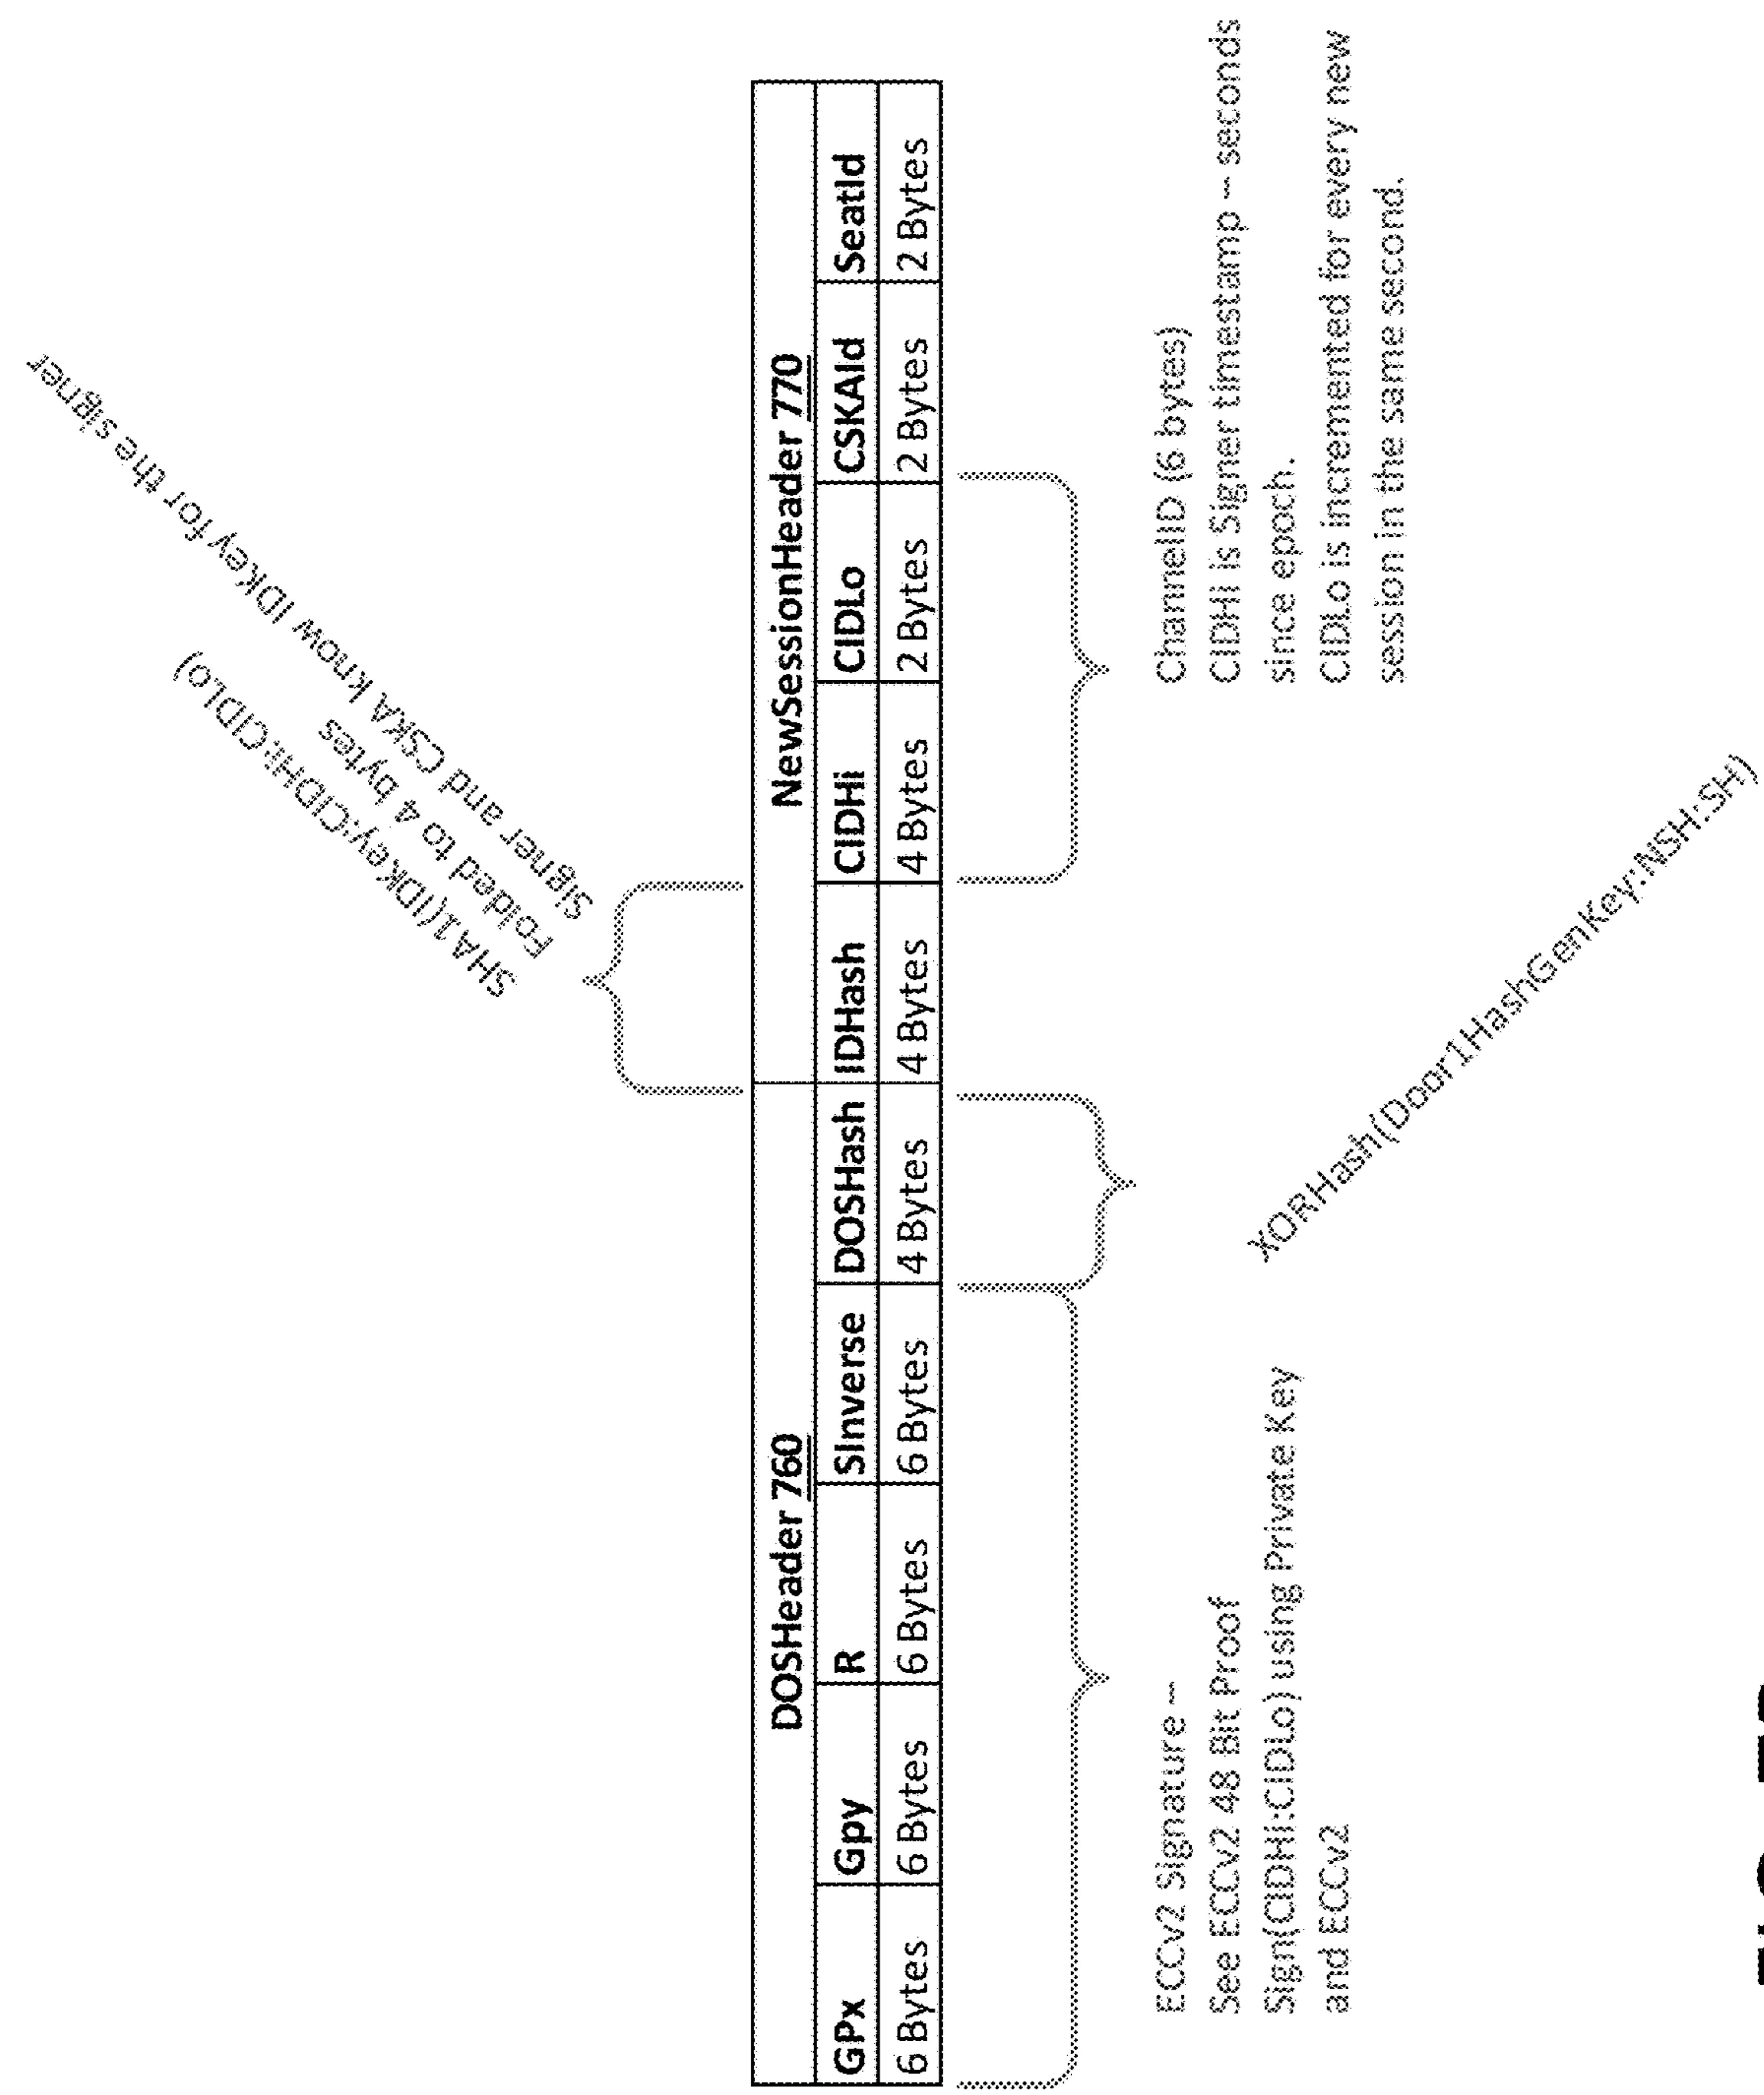 SHA1(IDKey:CIDHi:CIDLo)
Folded to 4 bytes
Signer and CSKA know IDKey for the signer
DOSHeader 760 NewSessionHeader 770
GPx Gpy R SInverse DOSHash IDHash CIDHi CIDLo CSKAId SeatId
6 Bytes 6 Bytes 6 Bytes 6 Bytes 4 Bytes 4 Bytes 4 Bytes 2 Bytes 2 Bytes 2 Bytes
ECCv2 Signature --
See ECCv2 48 Bit Proof
Sign(CIDHi:CIDLo) using Private Key
and ECCv2
XORHash(Door1HashGenKey:NSH:SH)
ChannelID (6 bytes)
CIDHi is Signer timestamp -- seconds
since epoch.
CIDLo is incremented for every new
session in the same second.